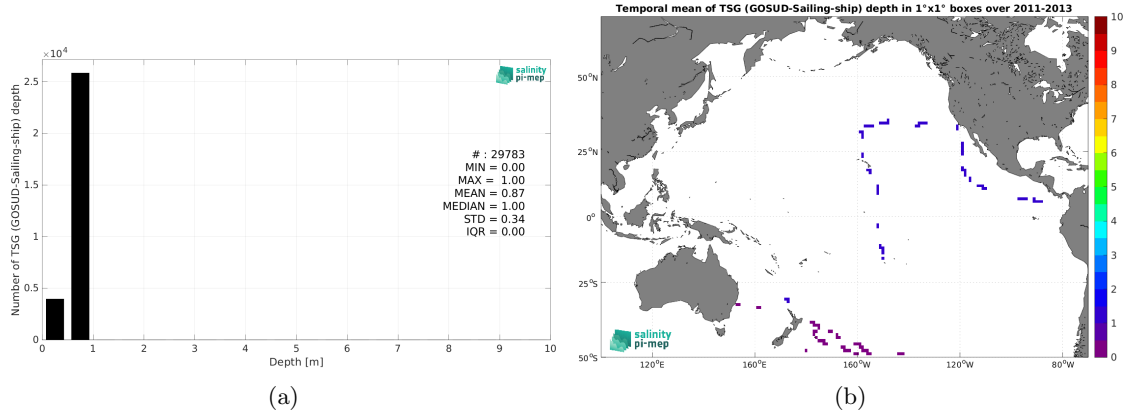 ×10⁴
2.5
2
1.5
1
0.5
0
Number of TSG (GOSUD-Sailing-ship) depth
salinity
pi-mep
# : 29783
MIN = 0.00
MAX = 1.00
MEAN = 0.87
MEDIAN = 1.00
STD = 0.34
IQR = 0.00
0 1 2 3 4 5 6 7 8 9 10
Depth [m]
(a)
Temporal mean of TSG (GOSUD-Sailing-ship) depth in 1°x1° boxes over 2011-2013
50°N
25°N
0°
25°S
50°S
salinity
pi-mep
120°E 160°E 160°W 120°W 80°W
10
9
8
7
6
5
4
3
2
1
0
(b)